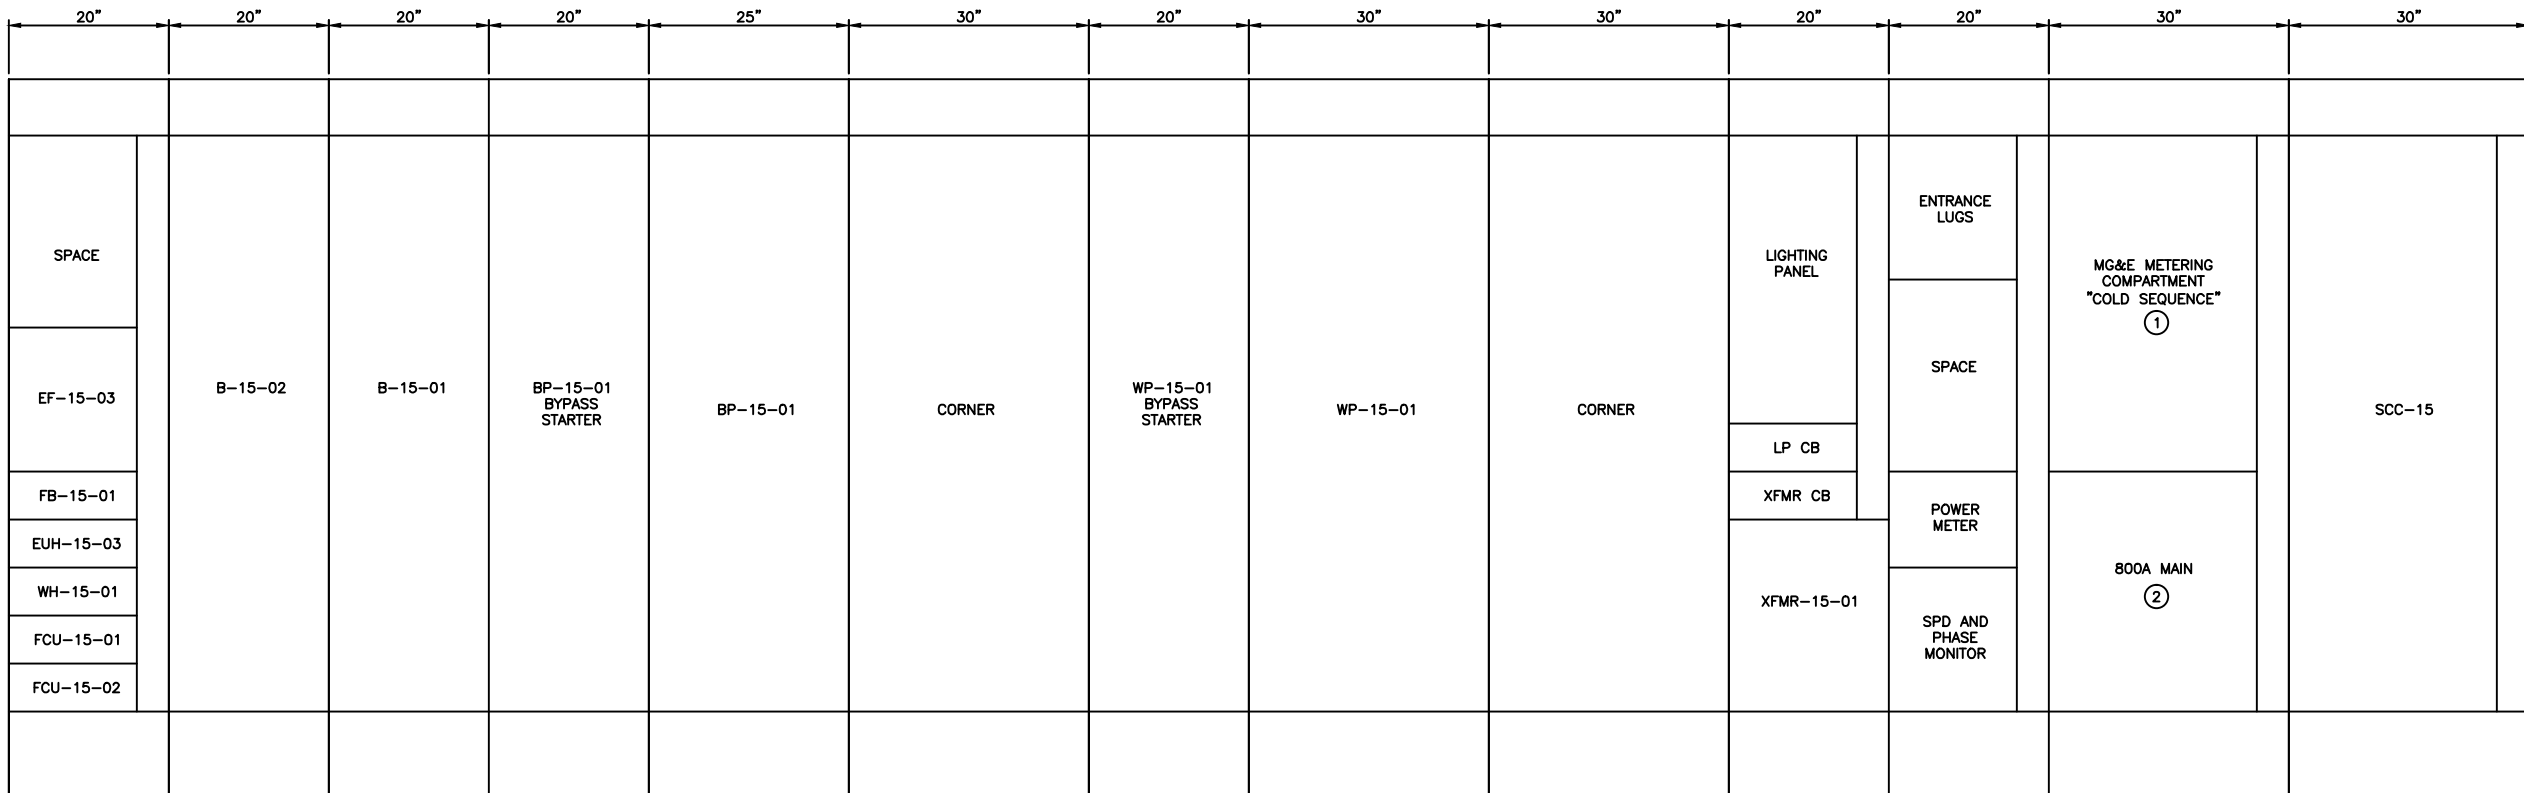 20"
20"
20"
20"
25"
30"
20"
30"
30"
20"
20"
30"
30"
SPACE
EF-15-03
FB-15-01
EUH-15-03
WH-15-01
FCU-15-01
FCU-15-02
B-15-02
B-15-01
BP-15-01
BYPASS
STARTER
BP-15-01
CORNER
WP-15-01
BYPASS
STARTER
WP-15-01
CORNER
LIGHTING
PANEL
LP CB
XFMR CB
XFMR-15-01
ENTRANCE
LUGS
SPACE
POWER
METER
SPD AND
PHASE
MONITOR
MG&E METERING
COMPARTMENT
"COLD SEQUENCE"
1
800A MAIN
2
SCC-15